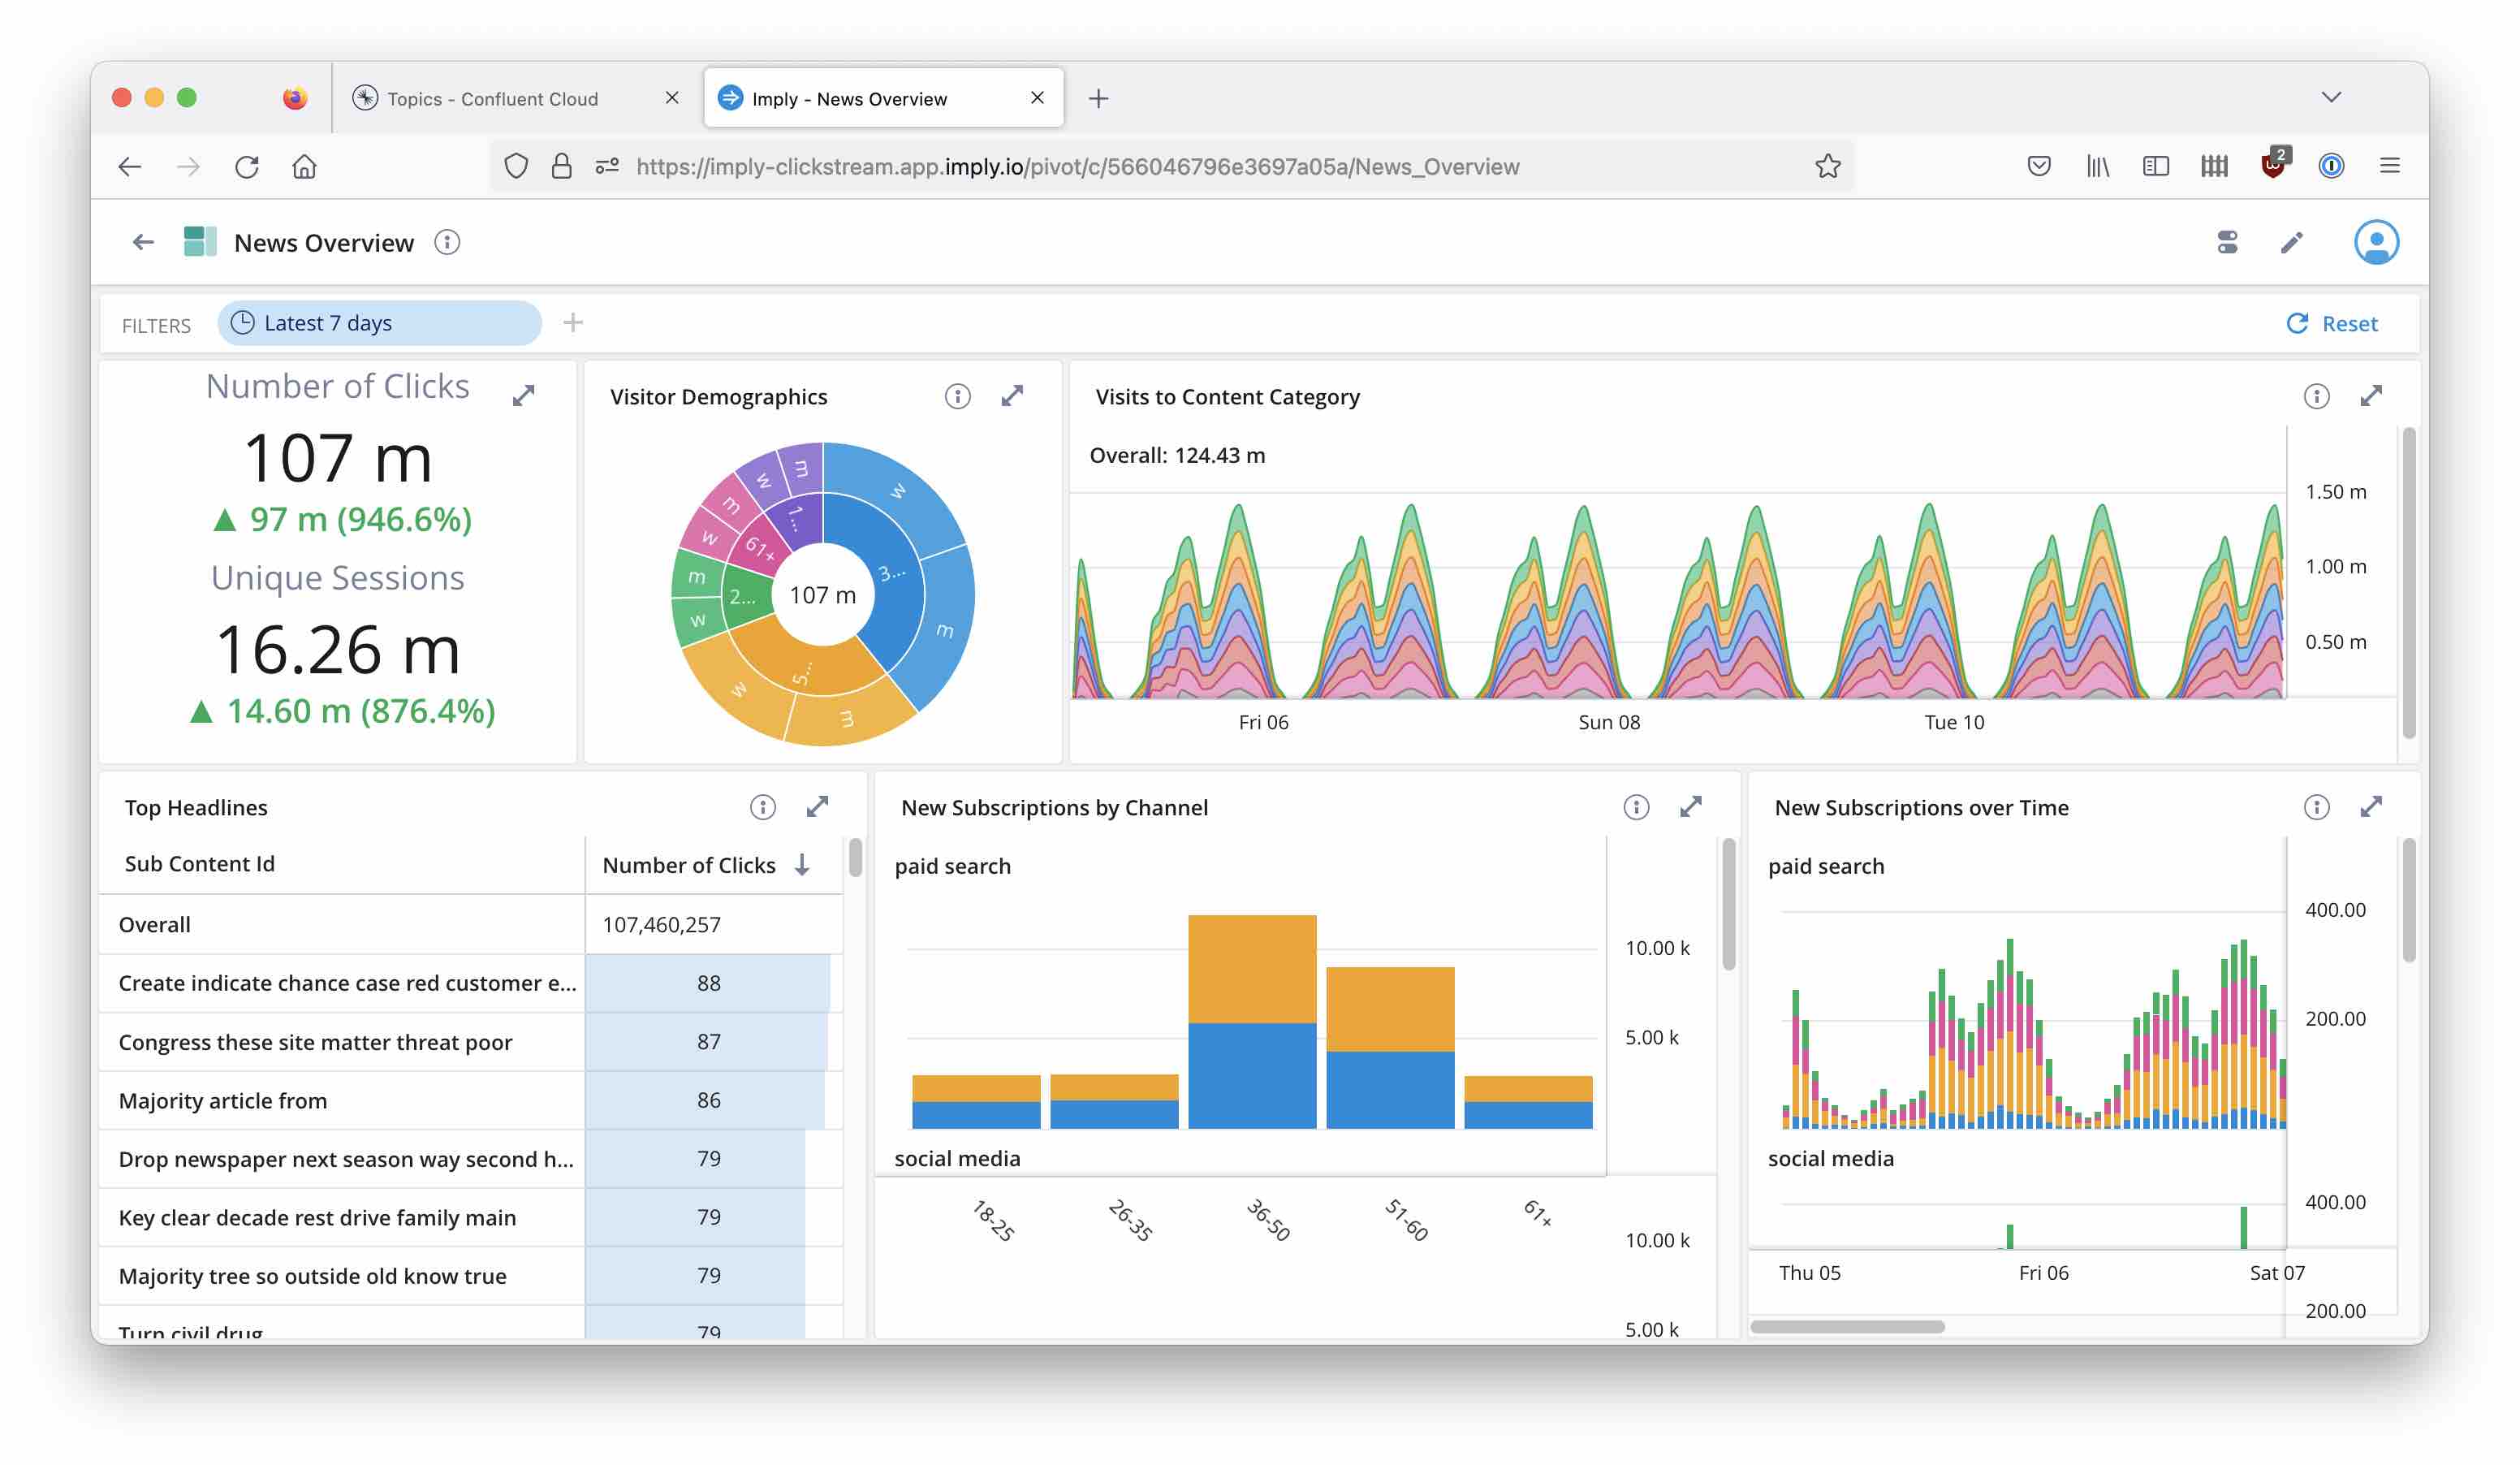 Topics - Confluent Cloud
Imply - News Overview
https://imply-clickstream.app.imply.io/pivot/c/566046796e3697a05a/News_Overview
2
News Overview
FILTERS
Latest 7 days
Reset
Number of Clicks
107 m
▲ 97 m (946.6%)
Unique Sessions
16.26 m
▲ 14.60 m (876.4%)
Visitor Demographics
w
m
m
w
w
m
w
m
m
w
3...
5...
2...
61+
1...
107 m
Visits to Content Category
Overall: 124.43 m
1.50 m
1.00 m
0.50 m
Fri 06
Sun 08
Tue 10
Top Headlines
Sub Content Id
Number of Clicks
Overall
107,460,257
Create indicate chance case red customer e...
88
Congress these site matter threat poor
87
Majority article from
86
Drop newspaper next season way second h...
79
Key clear decade rest drive family main
79
Majority tree so outside old know true
79
Turn civil drug
79
New Subscriptions by Channel
paid search
10.00 k
5.00 k
social media
18-25
26-35
36-50
51-60
61+
10.00 k
5.00 k
New Subscriptions over Time
paid search
400.00
200.00
social media
400.00
Thu 05
Fri 06
Sat 07
200.00